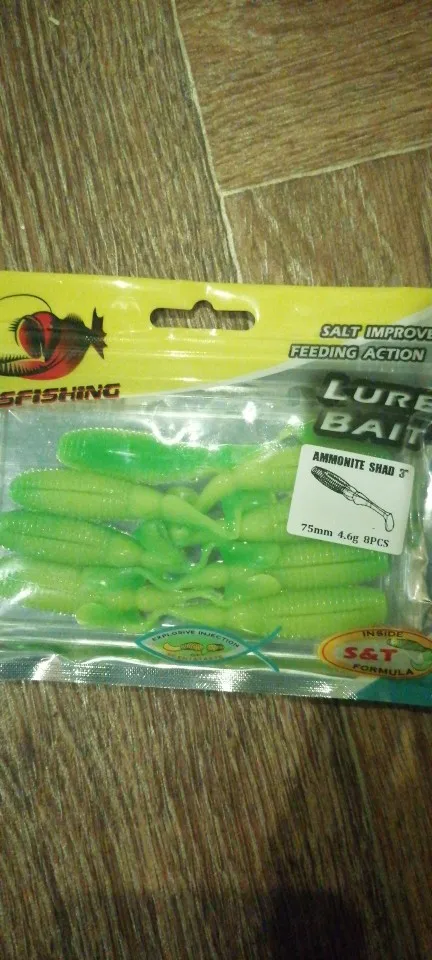 SALT IMPROVE
FEEDING ACTION
SFISHING
LURE
BAIT
AMMONITE SHAD 3"
75mm 4.6g 8PCS
EXPLOSIVE INJECTION
INSIDE
S&T
FORMULA